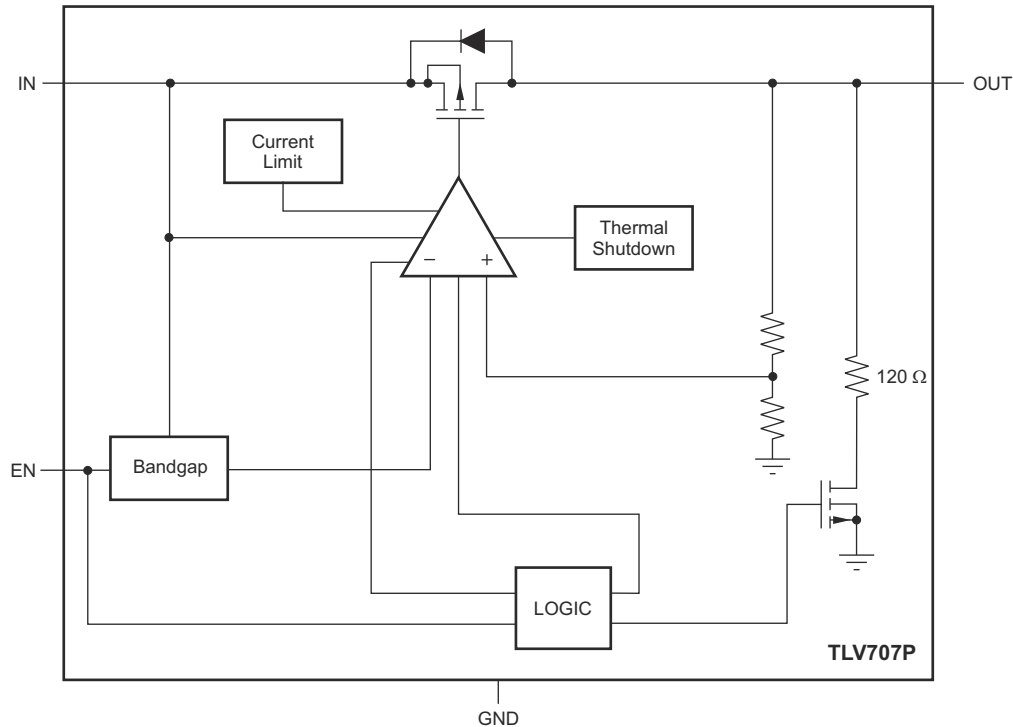 IN
OUT
Current
Limit
Thermal
Shutdown
−
+
120 Ω
EN
Bandgap
LOGIC
TLV707P
GND